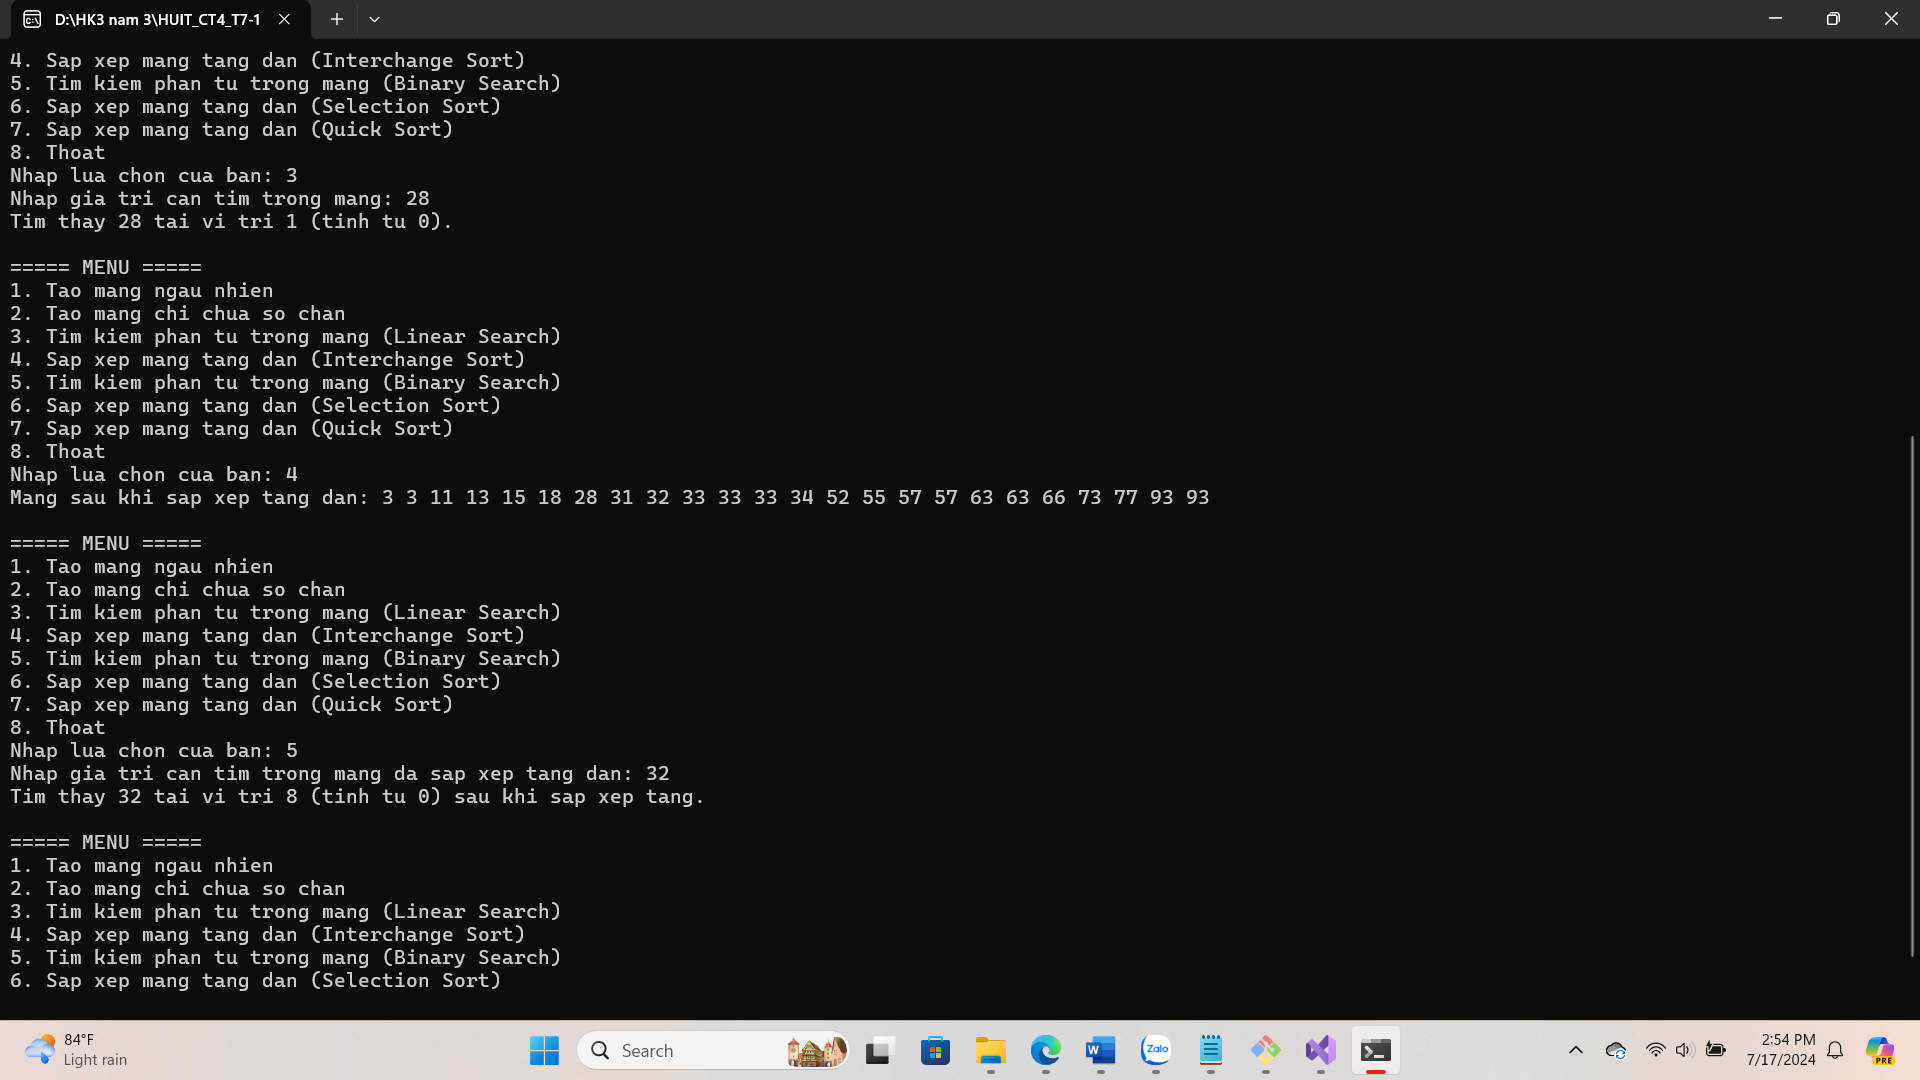 D:\HK3 nam 3\HUIT_CT4_T7-1
4. Sap xep mang tang dan (Interchange Sort)
5. Tim kiem phan tu trong mang (Binary Search)
6. Sap xep mang tang dan (Selection Sort)
7. Sap xep mang tang dan (Quick Sort)
8. Thoat
Nhap lua chon cua ban: 3
Nhap gia tri can tim trong mang: 28
Tim thay 28 tai vi tri 1 (tinh tu 0).
===== MENU =====
1. Tao mang ngau nhien
2. Tao mang chi chua so chan
3. Tim kiem phan tu trong mang (Linear Search)
4. Sap xep mang tang dan (Interchange Sort)
5. Tim kiem phan tu trong mang (Binary Search)
6. Sap xep mang tang dan (Selection Sort)
7. Sap xep mang tang dan (Quick Sort)
8. Thoat
Nhap lua chon cua ban: 4
Mang sau khi sap xep tang dan: 3 3 11 13 15 18 28 31 32 33 33 33 34 52 55 57 57 63 63 66 73 77 93 93
===== MENU =====
1. Tao mang ngau nhien
2. Tao mang chi chua so chan
3. Tim kiem phan tu trong mang (Linear Search)
4. Sap xep mang tang dan (Interchange Sort)
5. Tim kiem phan tu trong mang (Binary Search)
6. Sap xep mang tang dan (Selection Sort)
7. Sap xep mang tang dan (Quick Sort)
8. Thoat
Nhap lua chon cua ban: 5
Nhap gia tri can tim trong mang da sap xep tang dan: 32
Tim thay 32 tai vi tri 8 (tinh tu 0) sau khi sap xep tang.
===== MENU =====
1. Tao mang ngau nhien
2. Tao mang chi chua so chan
3. Tim kiem phan tu trong mang (Linear Search)
4. Sap xep mang tang dan (Interchange Sort)
5. Tim kiem phan tu trong mang (Binary Search)
6. Sap xep mang tang dan (Selection Sort)
84°F
Light rain
Search
Zalo
2:54 PM
7/17/2024
PRE